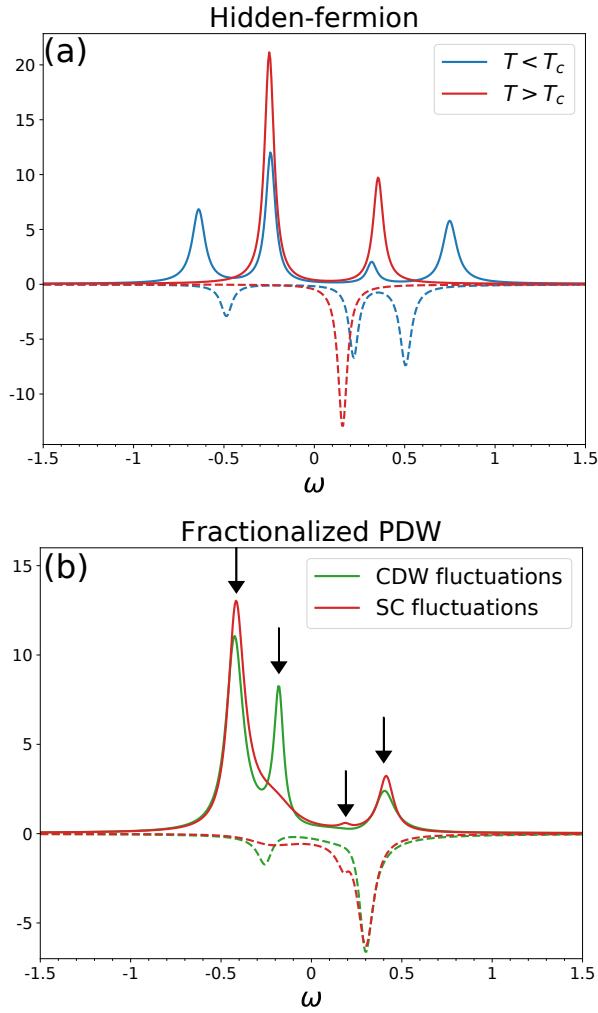 Hidden-fermion
(a)
T < T_c
T > T_c
20
15
10
5
0
-5
-10
-1.5 -1 -0.5 0 0.5 1 1.5
ω
Fractionalized PDW
(b)
CDW fluctuations
SC fluctuations
15
10
5
0
-5
-1.5 -1 -0.5 0 0.5 1 1.5
ω